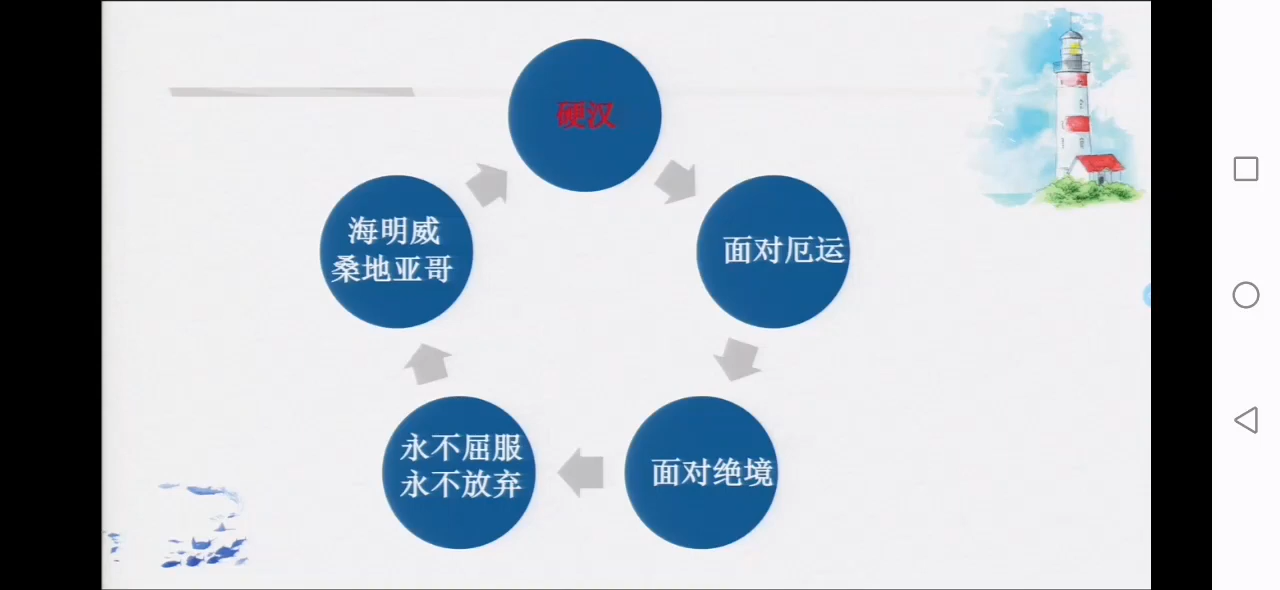 硬汉
面对厄运
面对绝境
永不屈服
永不放弃
海明威
桑地亚哥